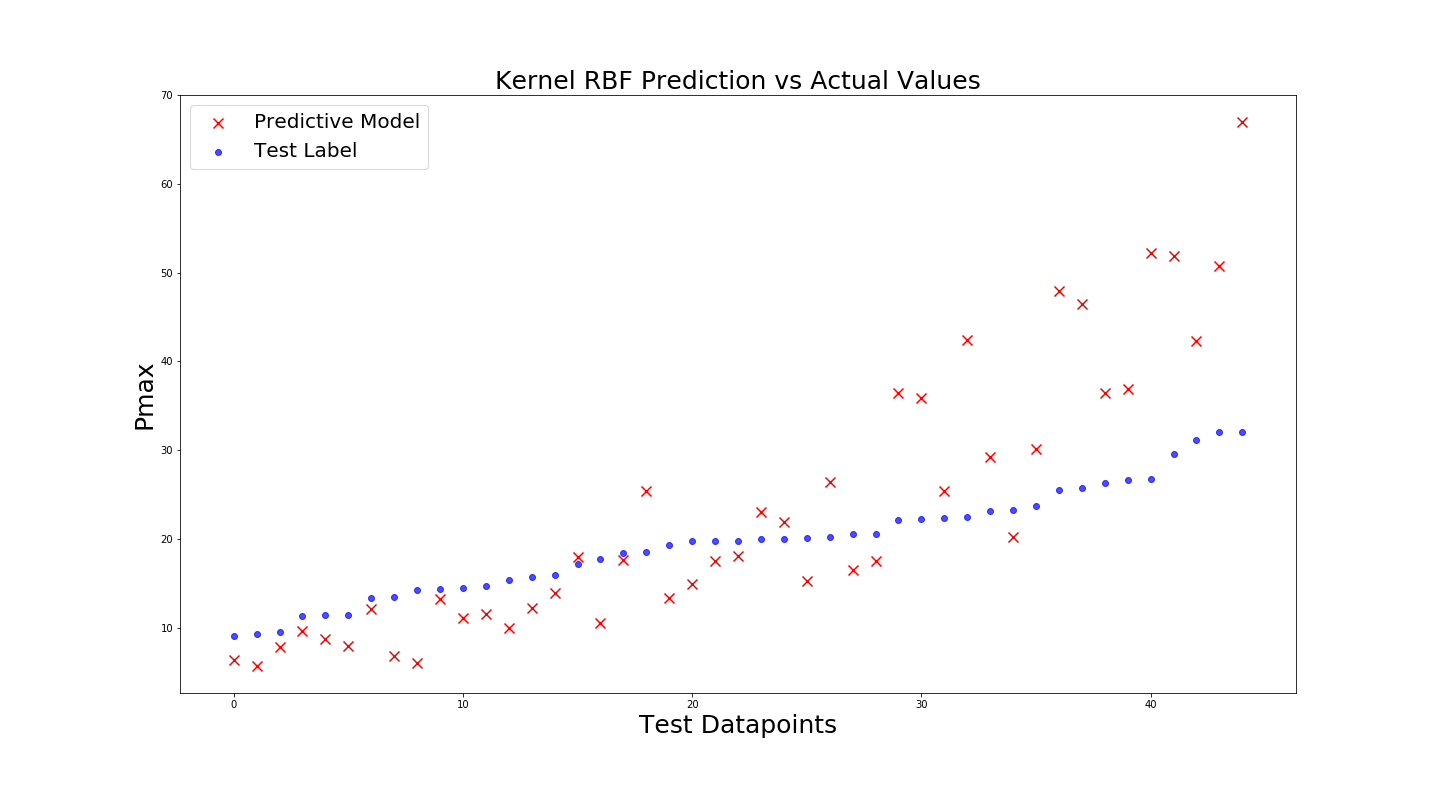 Kernel RBF Prediction vs Actual Values
70
Predictive Model
Test Label
60
50
40
30
20
10
Pmax
0 10 20 30 40
Test Datapoints